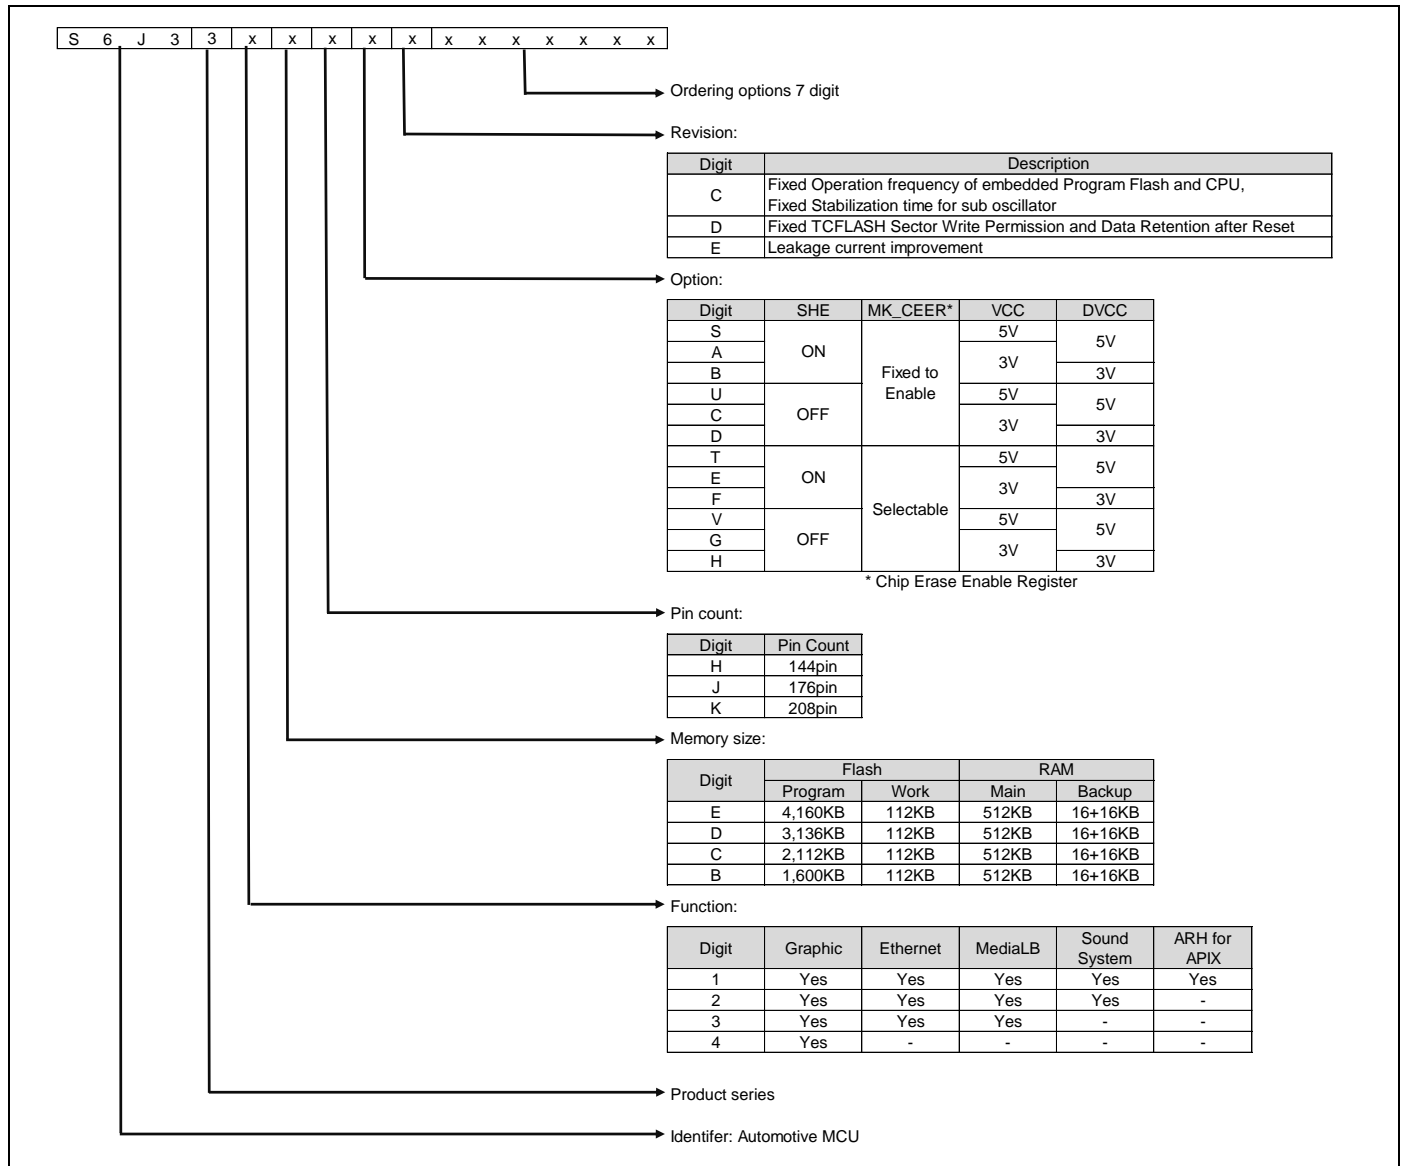 S 6 J 3 3 x x x x x x x x x x x x
Ordering options 7 digit
Revision:
Digit Description
C Fixed Operation frequency of embedded Program Flash and CPU,
Fixed Stabilization time for sub oscillator
D Fixed TCFLASH Sector Write Permission and Data Retention after Reset
E Leakage current improvement
Option:
Digit SHE MK_CEER* VCC DVCC
S ON Fixed to Enable 5V 5V
A 3V
B 3V
U OFF 5V 5V
C 3V
D 3V
T ON Selectable 5V 5V
E 3V
F 3V
V OFF 5V 5V
G 3V
H 3V
* Chip Erase Enable Register
Pin count:
Digit Pin Count
H 144pin
J 176pin
K 208pin
Memory size:
Digit Flash RAM
Program Work Main Backup
E 4,160KB 112KB 512KB 16+16KB
D 3,136KB 112KB 512KB 16+16KB
C 2,112KB 112KB 512KB 16+16KB
B 1,600KB 112KB 512KB 16+16KB
Function:
Digit Graphic Ethernet MediaLB Sound System ARH for APIX
1 Yes Yes Yes Yes Yes
2 Yes Yes Yes Yes -
3 Yes Yes Yes - -
4 Yes - - - -
Product series
Identifer: Automotive MCU